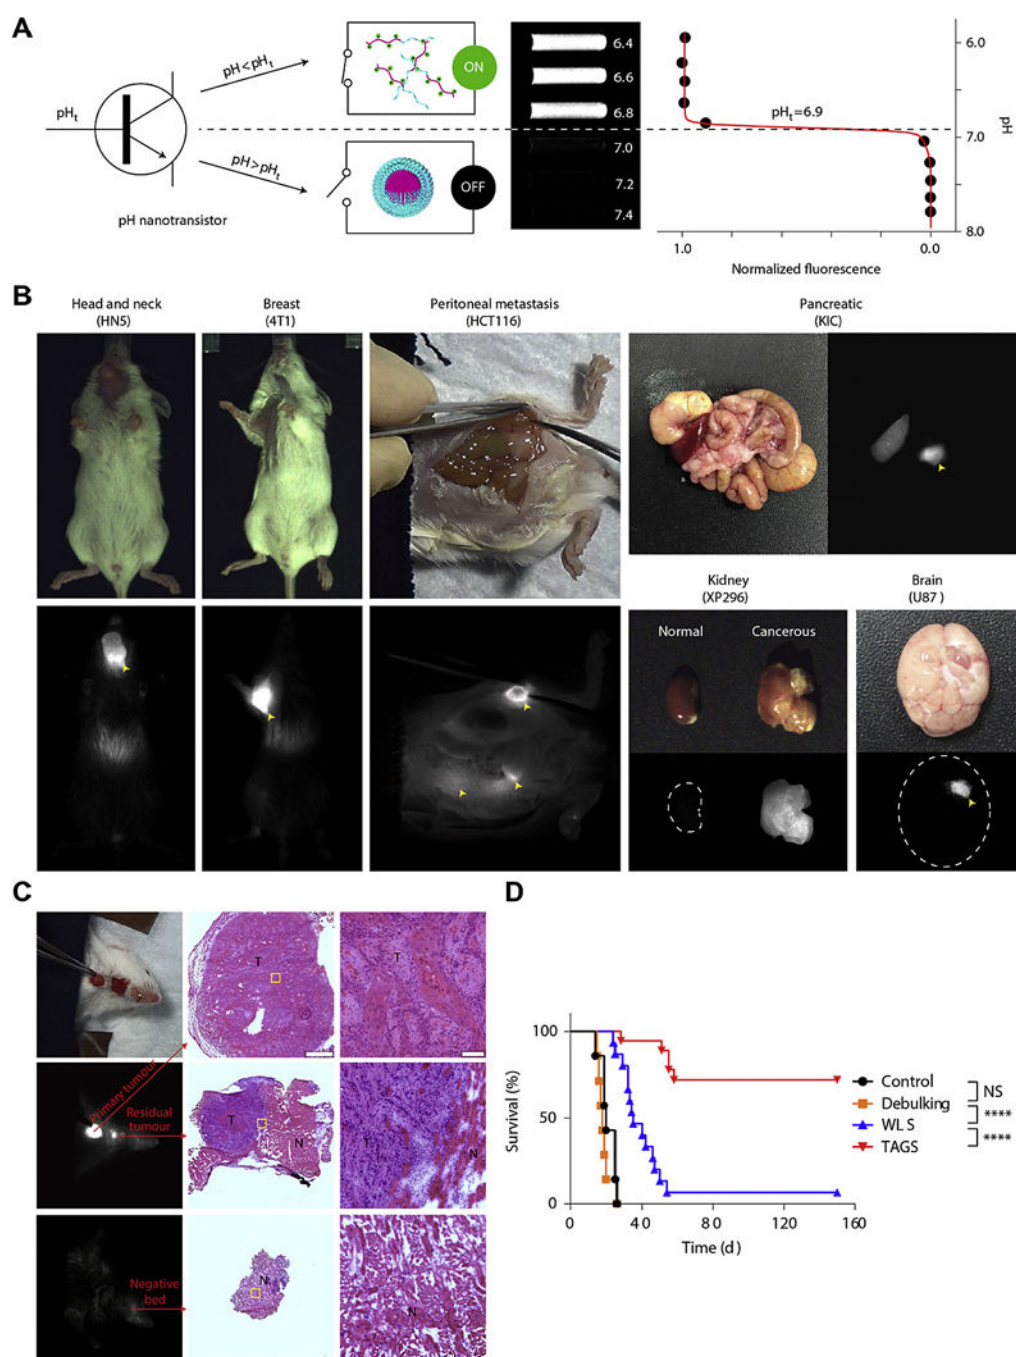 A
pH nanotransistor
pHt
pH<pHt
pH>pHt
ON
OFF
6.4
6.6
6.8
7.0
7.2
7.4
pHt=6.9
6.0
7.0
8.0
pH
1.0
0.0
Normalized fluorescence
B
Head and neck
(HN5)
Breast
(4T1)
Peritoneal metastasis
(HCT116)
Pancreatic
(KIC)
Kidney
(XP296)
Normal
Cancerous
Brain
(U87 )
C
T
T
Primary tumour
Residual
tumour
T
N
T
N
Negative
bed
N
N
D
100
50
0
Survival (%)
0
40
80
120
160
Time (d)
Control
Debulking
WLS
TAGS
NS
****
****